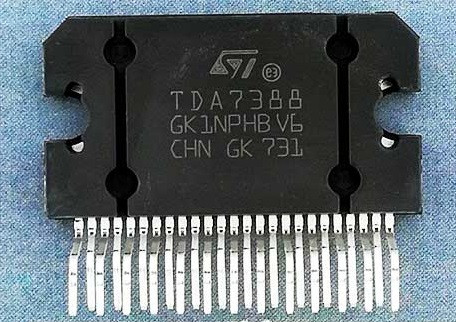 ST
TDA7388
GK1NPHB V6
CHN GK 731